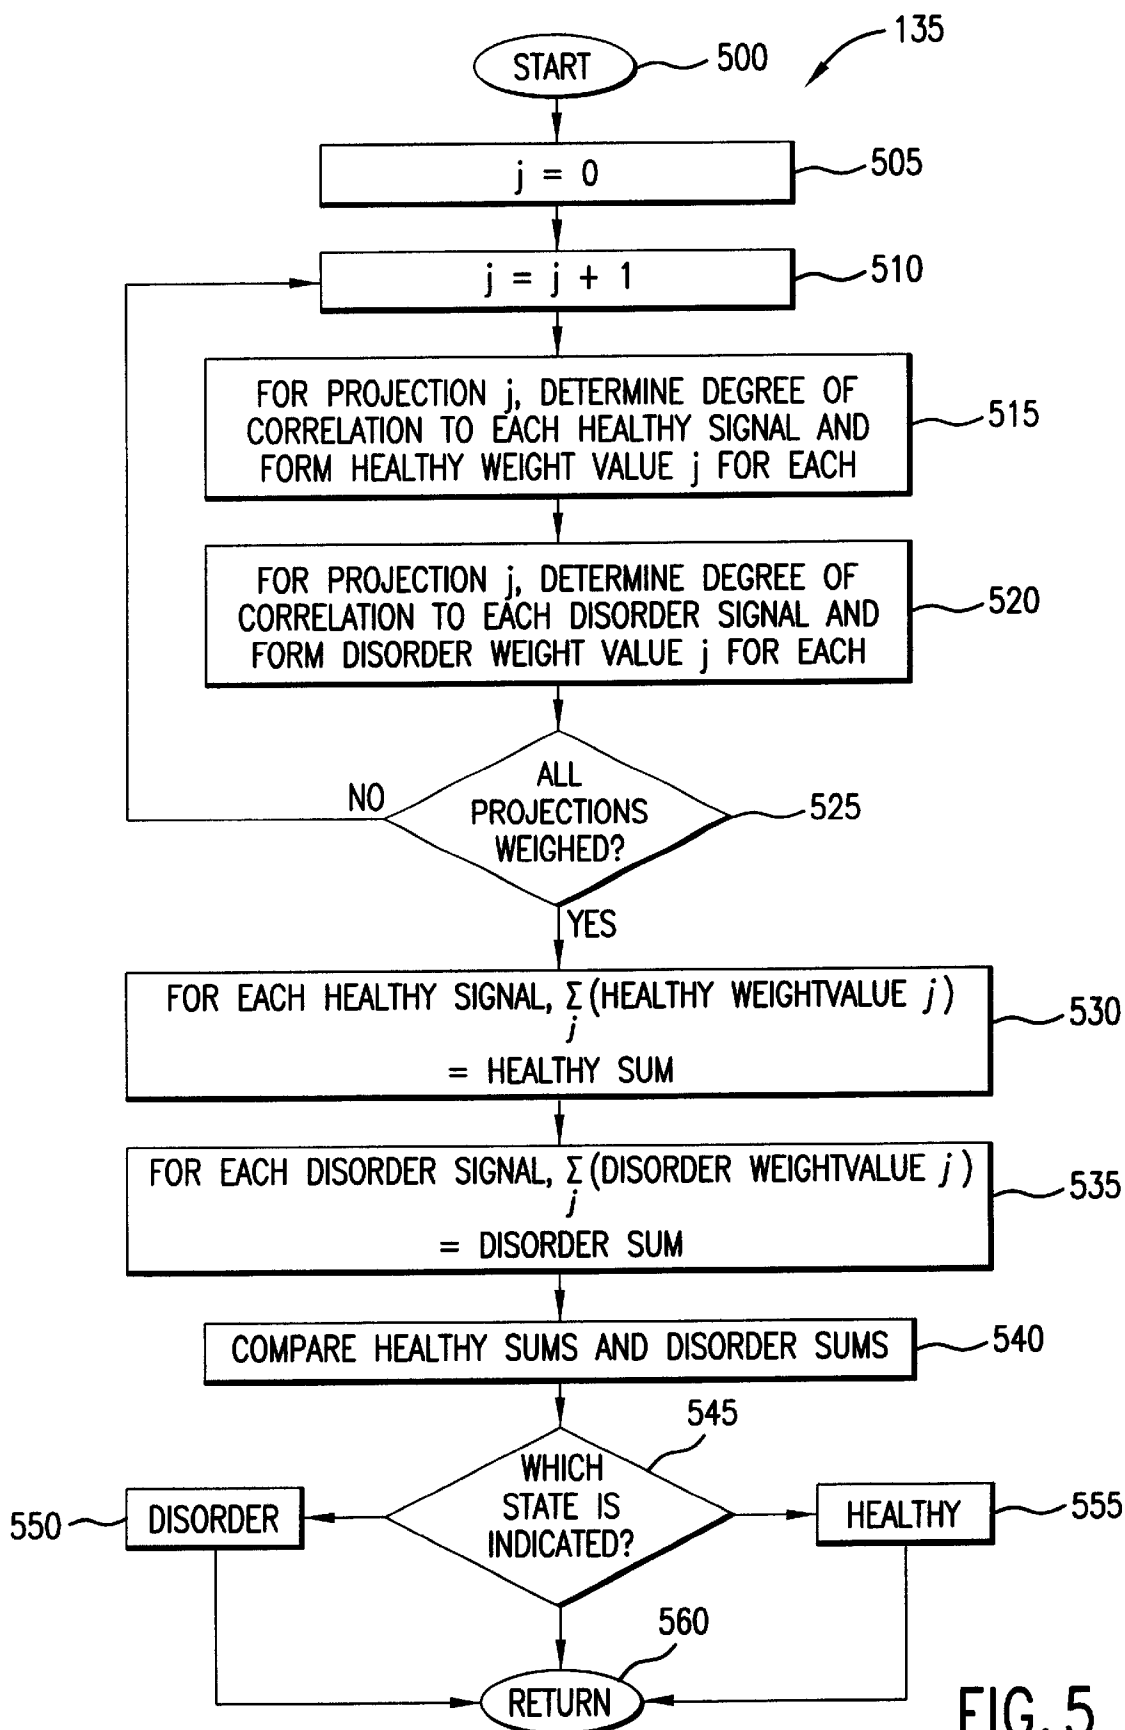 135
START
500
j = 0
505
j = j + 1
510
FOR PROJECTION j, DETERMINE DEGREE OF
CORRELATION TO EACH HEALTHY SIGNAL AND
FORM HEALTHY WEIGHT VALUE j FOR EACH
515
FOR PROJECTION j, DETERMINE DEGREE OF
CORRELATION TO EACH DISORDER SIGNAL AND
FORM DISORDER WEIGHT VALUE j FOR EACH
520
ALL
PROJECTIONS
WEIGHED?
525
NO
YES
FOR EACH HEALTHY SIGNAL, Σ (HEALTHY WEIGHTVALUE j)
j
= HEALTHY SUM
530
FOR EACH DISORDER SIGNAL, Σ (DISORDER WEIGHTVALUE j)
j
= DISORDER SUM
535
COMPARE HEALTHY SUMS AND DISORDER SUMS
540
WHICH
STATE IS
INDICATED?
545
550
DISORDER
HEALTHY
555
560
RETURN
FIG. 5